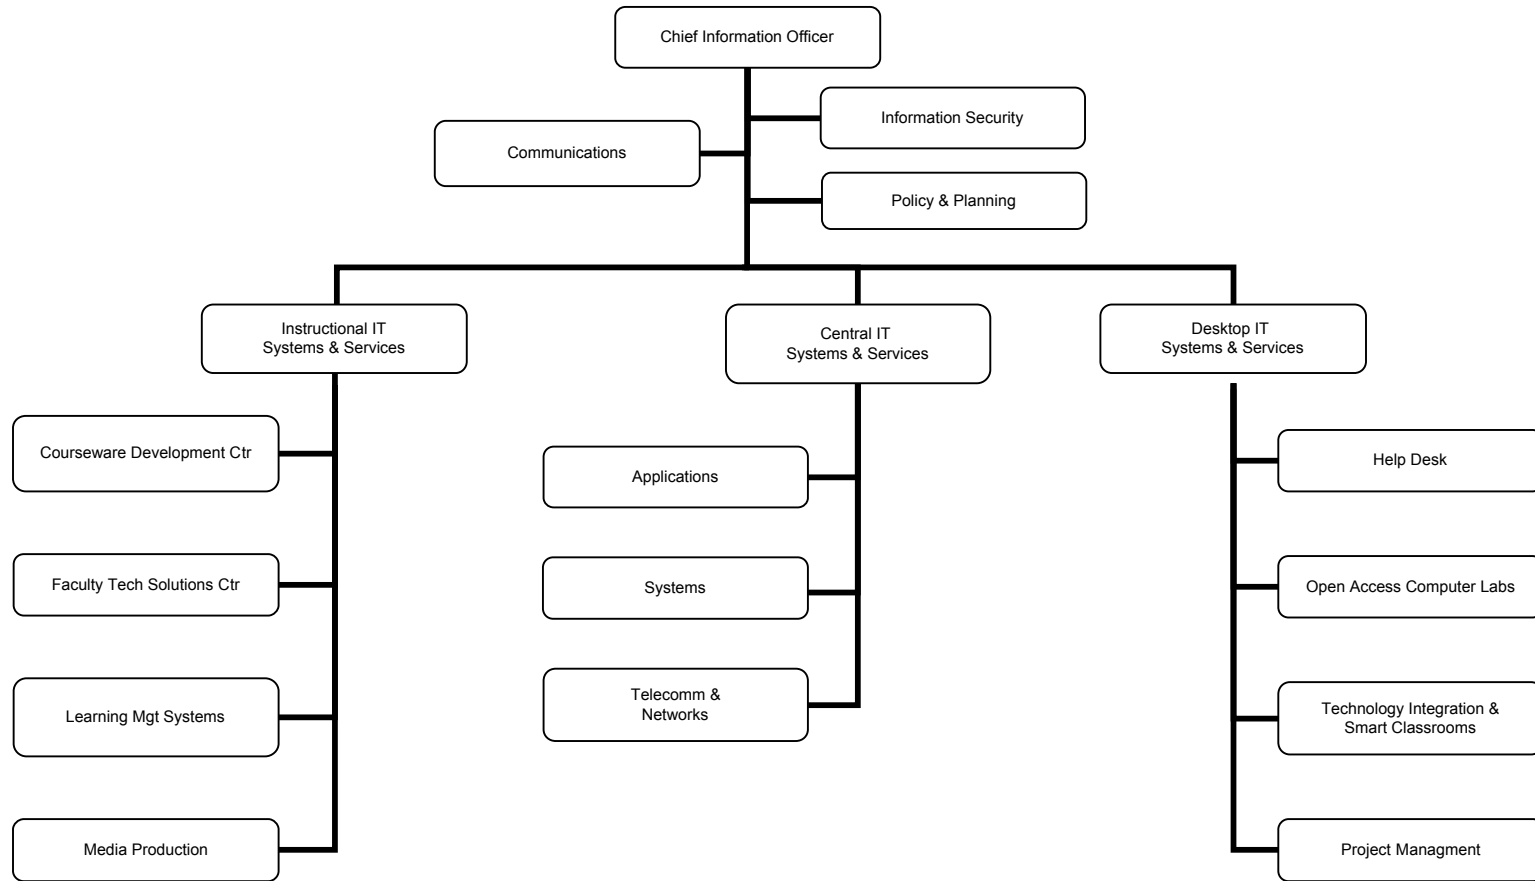 Chief Information Officer
Information Security
Communications
Policy & Planning
Instructional IT
Systems & Services
Central IT
Systems & Services
Desktop IT
Systems & Services
Courseware Development Ctr
Faculty Tech Solutions Ctr
Learning Mgt Systems
Media Production
Applications
Systems
Telecomm &
Networks
Help Desk
Open Access Computer Labs
Technology Integration &
Smart Classrooms
Project Managment